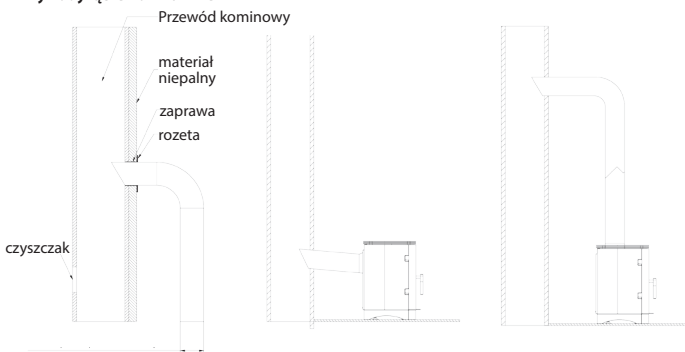 Przewód kominowy
materiał
niepalny
zaprawa
rozeta
czyszczak